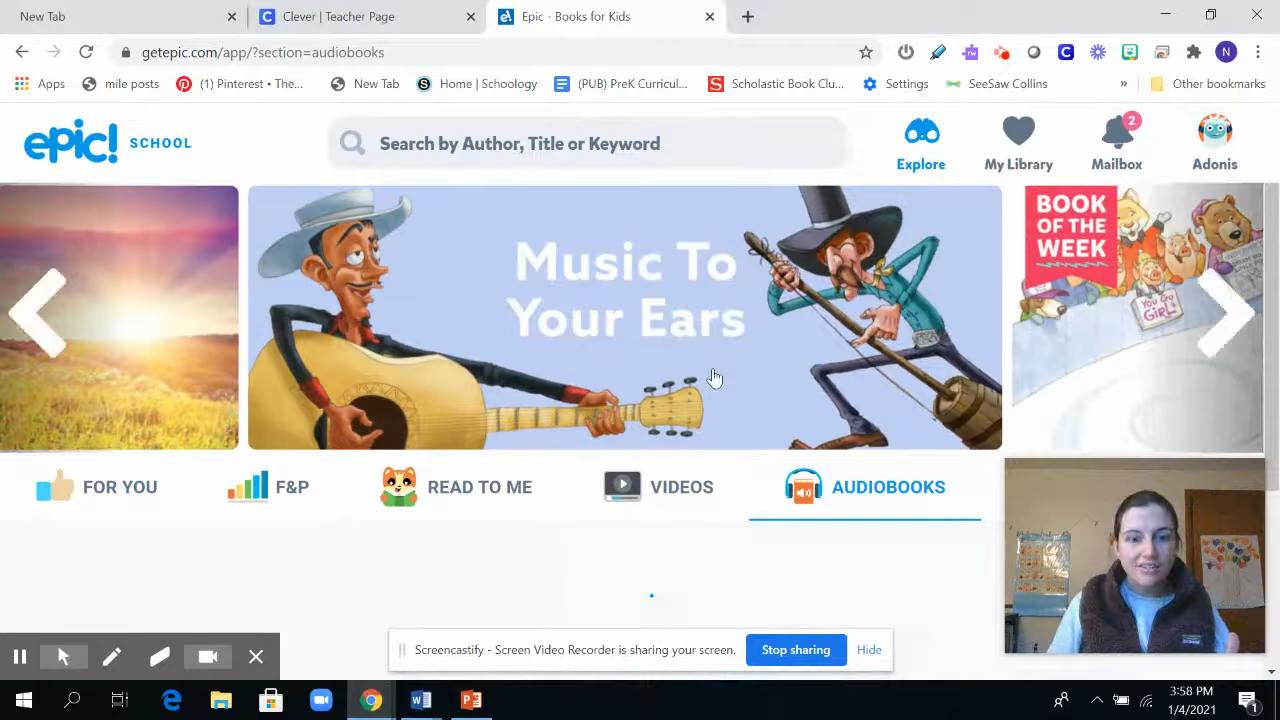 New Tab
Clever | Teacher Page
Epic - Books for Kids
getepic.com/app/?section=audiobooks
Apps
mile posts
(1) Pinterest • The...
New Tab
Home | Schoology
(PUB) PreK Curricul...
Scholastic Book Clu...
Settings
SeeSaw Collins
»
Other bookmarks
epic! SCHOOL
Search by Author, Title or Keyword
Explore
My Library
2
Mailbox
Adonis
Music To
Your Ears
BOOK
OF THE
WEEK
YOU GO
GIRL
FOR YOU
F&P
READ TO ME
VIDEOS
AUDIOBOOKS
Screencastify - Screen Video Recorder is sharing your screen.
Stop sharing
Hide
3:58 PM
1/4/2021